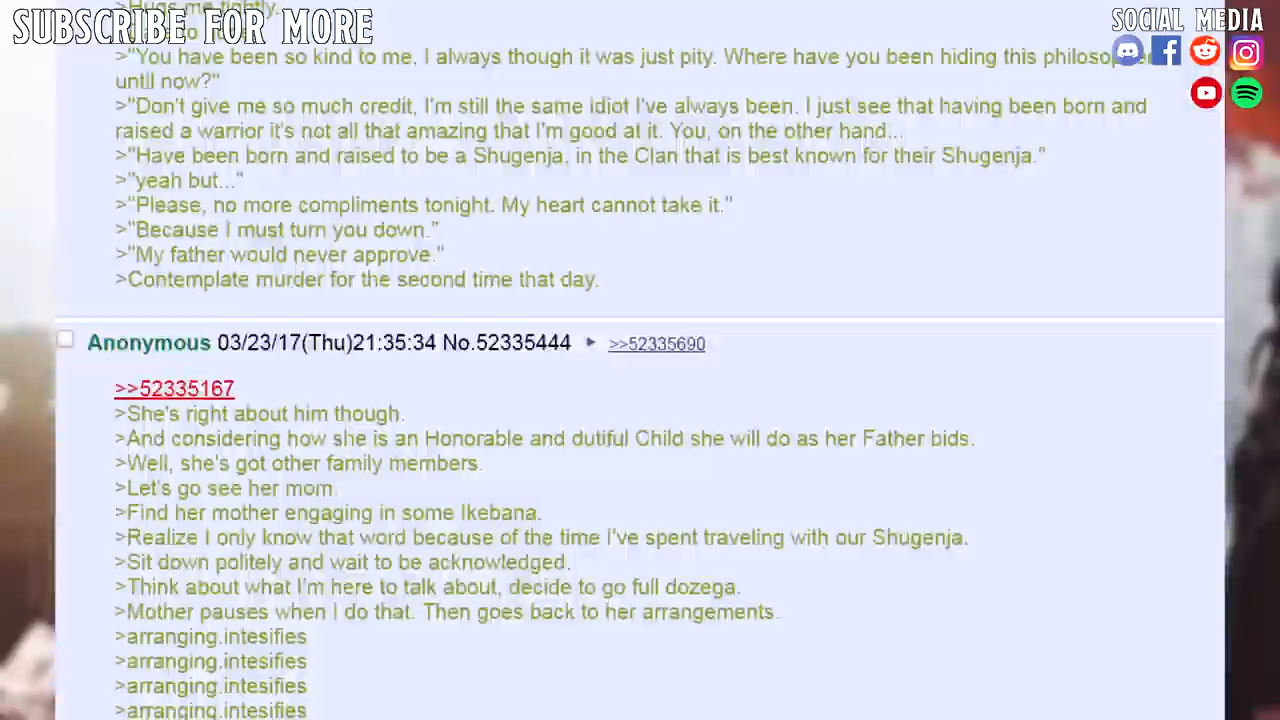 SUBSCRIBE FOR MORE
SOCIAL MEDIA
>Hugs me tightly.
>"You have been so kind to me, I always though it was just pity. Where have you been hiding this
until now?"
>"Don't give me so much credit, I'm still the same idiot I've always been. I just see that having been born and
raised a warrior it's not all that amazing that I'm good at it. You, on the other hand...
>"Have been born and raised to be a Shugenja, in the Clan that is best known for their Shugenja."
>"yeah but..."
>"Please, no more compliments tonight. My heart cannot take it."
>"Because I must turn you down."
>"My father would never approve."
>Contemplate murder for the second time that day.
Anonymous 03/23/17(Thu)21:35:34 No.52335444 ► >>52335690
>>52335167
>She's right about him though.
>And considering how she is an Honorable and dutiful Child she will do as her Father bids.
>Well, she's got other family members.
>Let's go see her mom.
>Find her mother engaging in some Ikebana.
>Realize I only know that word because of the time I've spent traveling with our Shugenja.
>Sit down politely and wait to be acknowledged.
>Think about what I'm here to talk about, decide to go full dozega.
>Mother pauses when I do that. Then goes back to her arrangements.
>arranging.intesifies
>arranging.intesifies
>arranging.intesifies
>arranging.intesifies